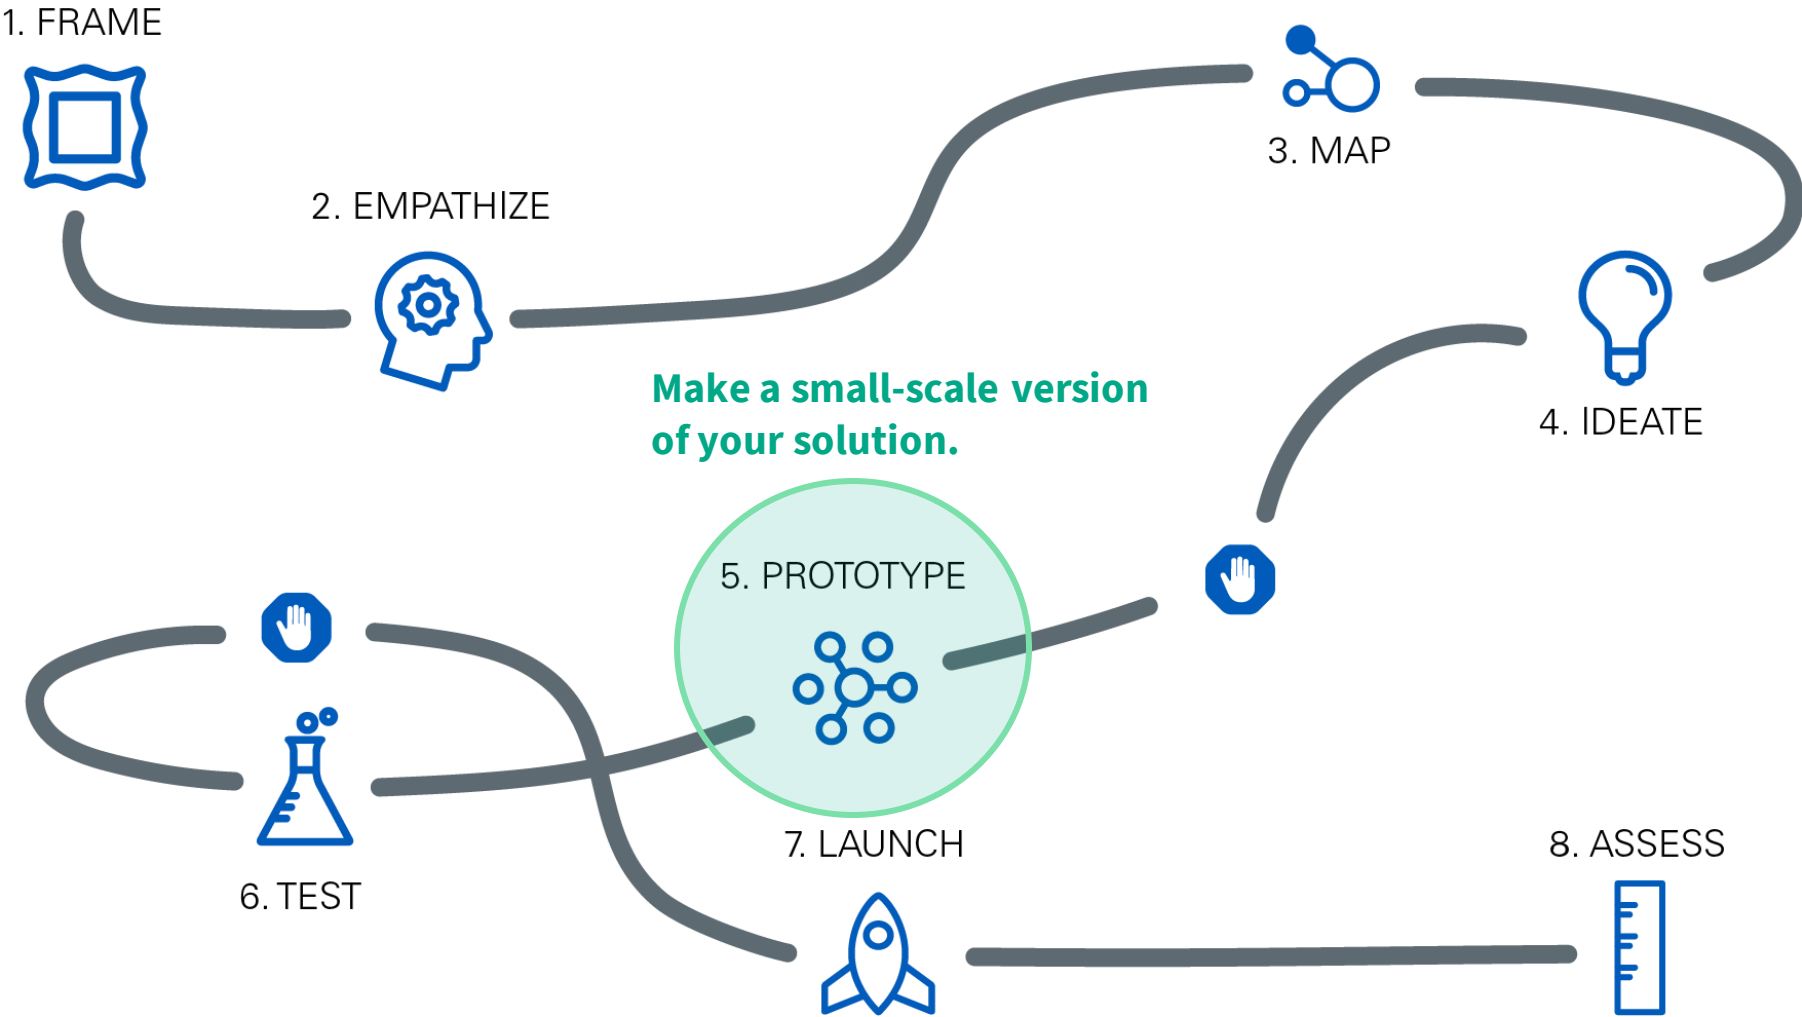 1. FRAME
2. EMPATHIZE
3. MAP
4. IDEATE
Make a small-scale version
of your solution.
5. PROTOTYPE
6. TEST
7. LAUNCH
8. ASSESS